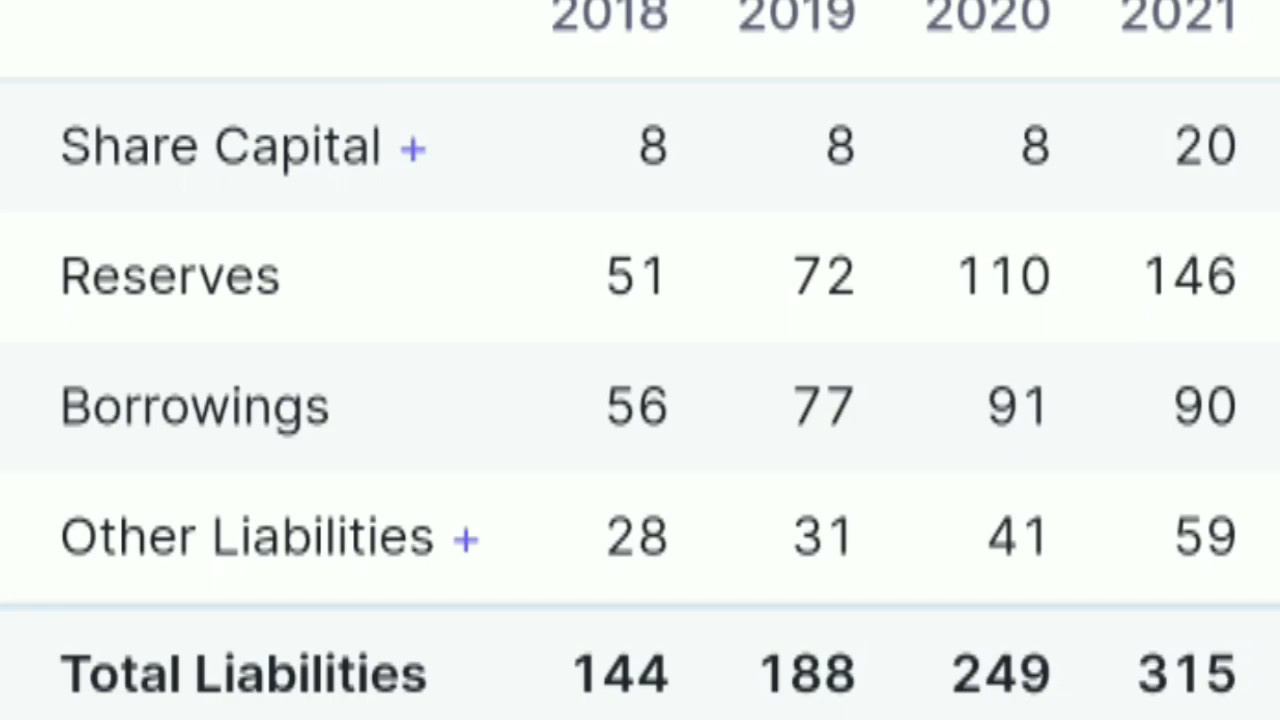 2018 2019 2020 2021
Share Capital + 8 8 8 20
Reserves 51 72 110 146
Borrowings 56 77 91 90
Other Liabilities + 28 31 41 59
Total Liabilities 144 188 249 315